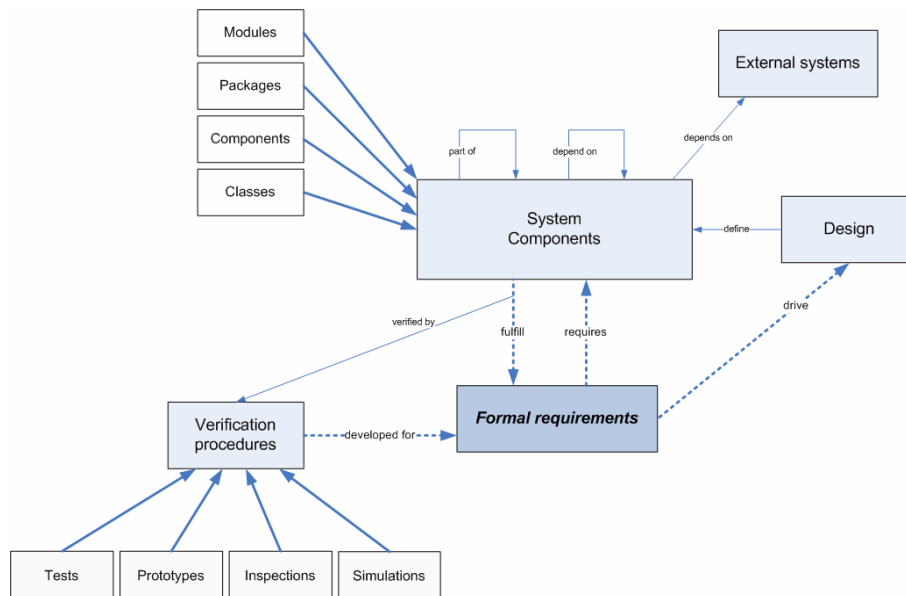 Modules
External systems
Packages
Components
part of
depend on
depends on
Classes
System
Components
define
Design
drive
verified by
fulfill
requires
Formal requirements
Verification
procedures
developed for
Tests
Prototypes
Inspections
Simulations